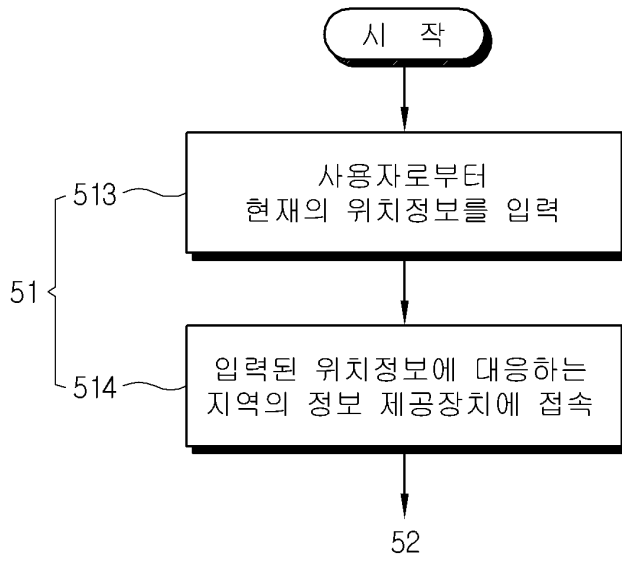 시 작
513
사용자로부터
현재의 위치정보를 입력
51
514
입력된 위치정보에 대응하는
지역의 정보 제공장치에 접속
52